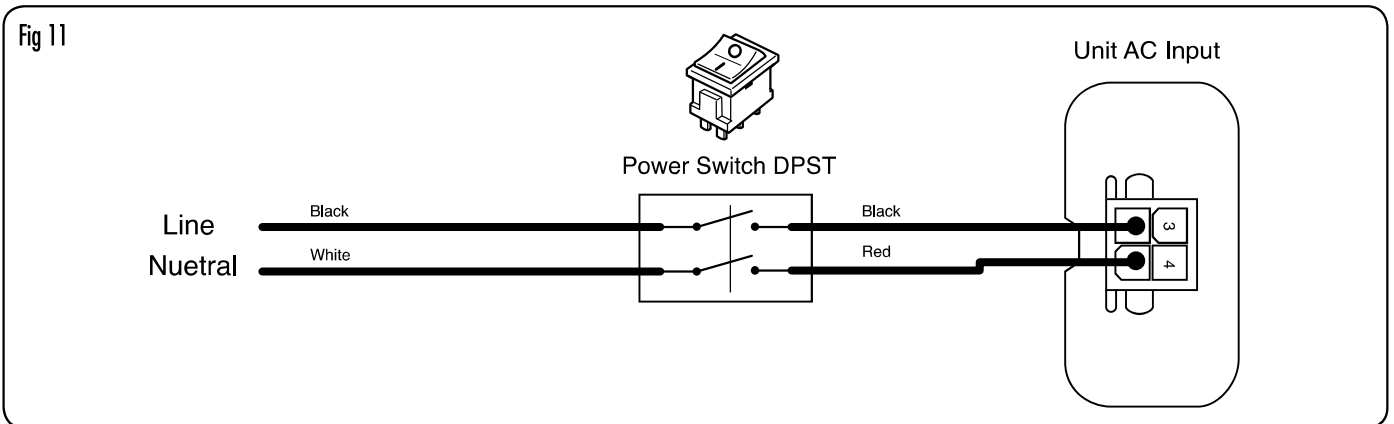 Fig 11
Unit AC Input
Power Switch DPST
Line
Black
Black
3
Nuetral
White
Red
4